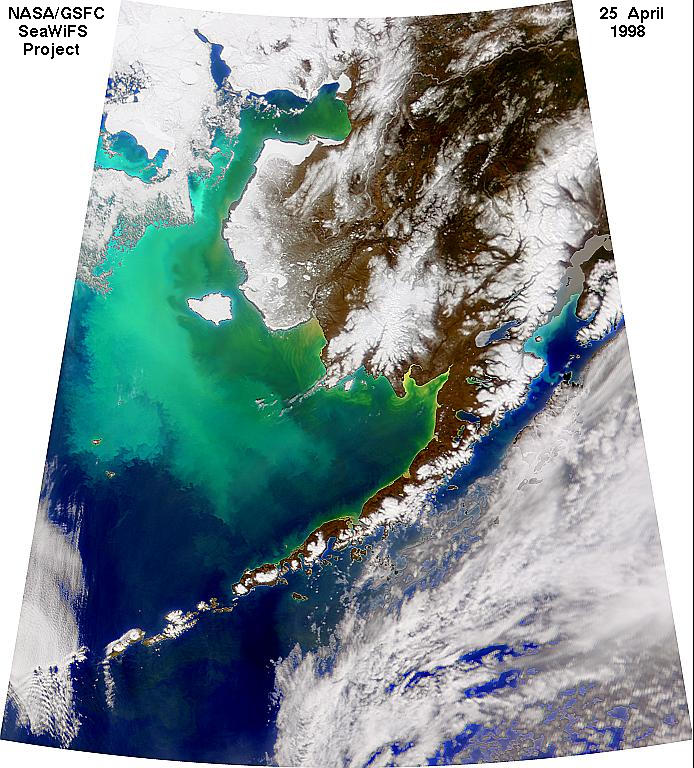 NASA/GSFC
SeaWiFS
Project
25 April
1998